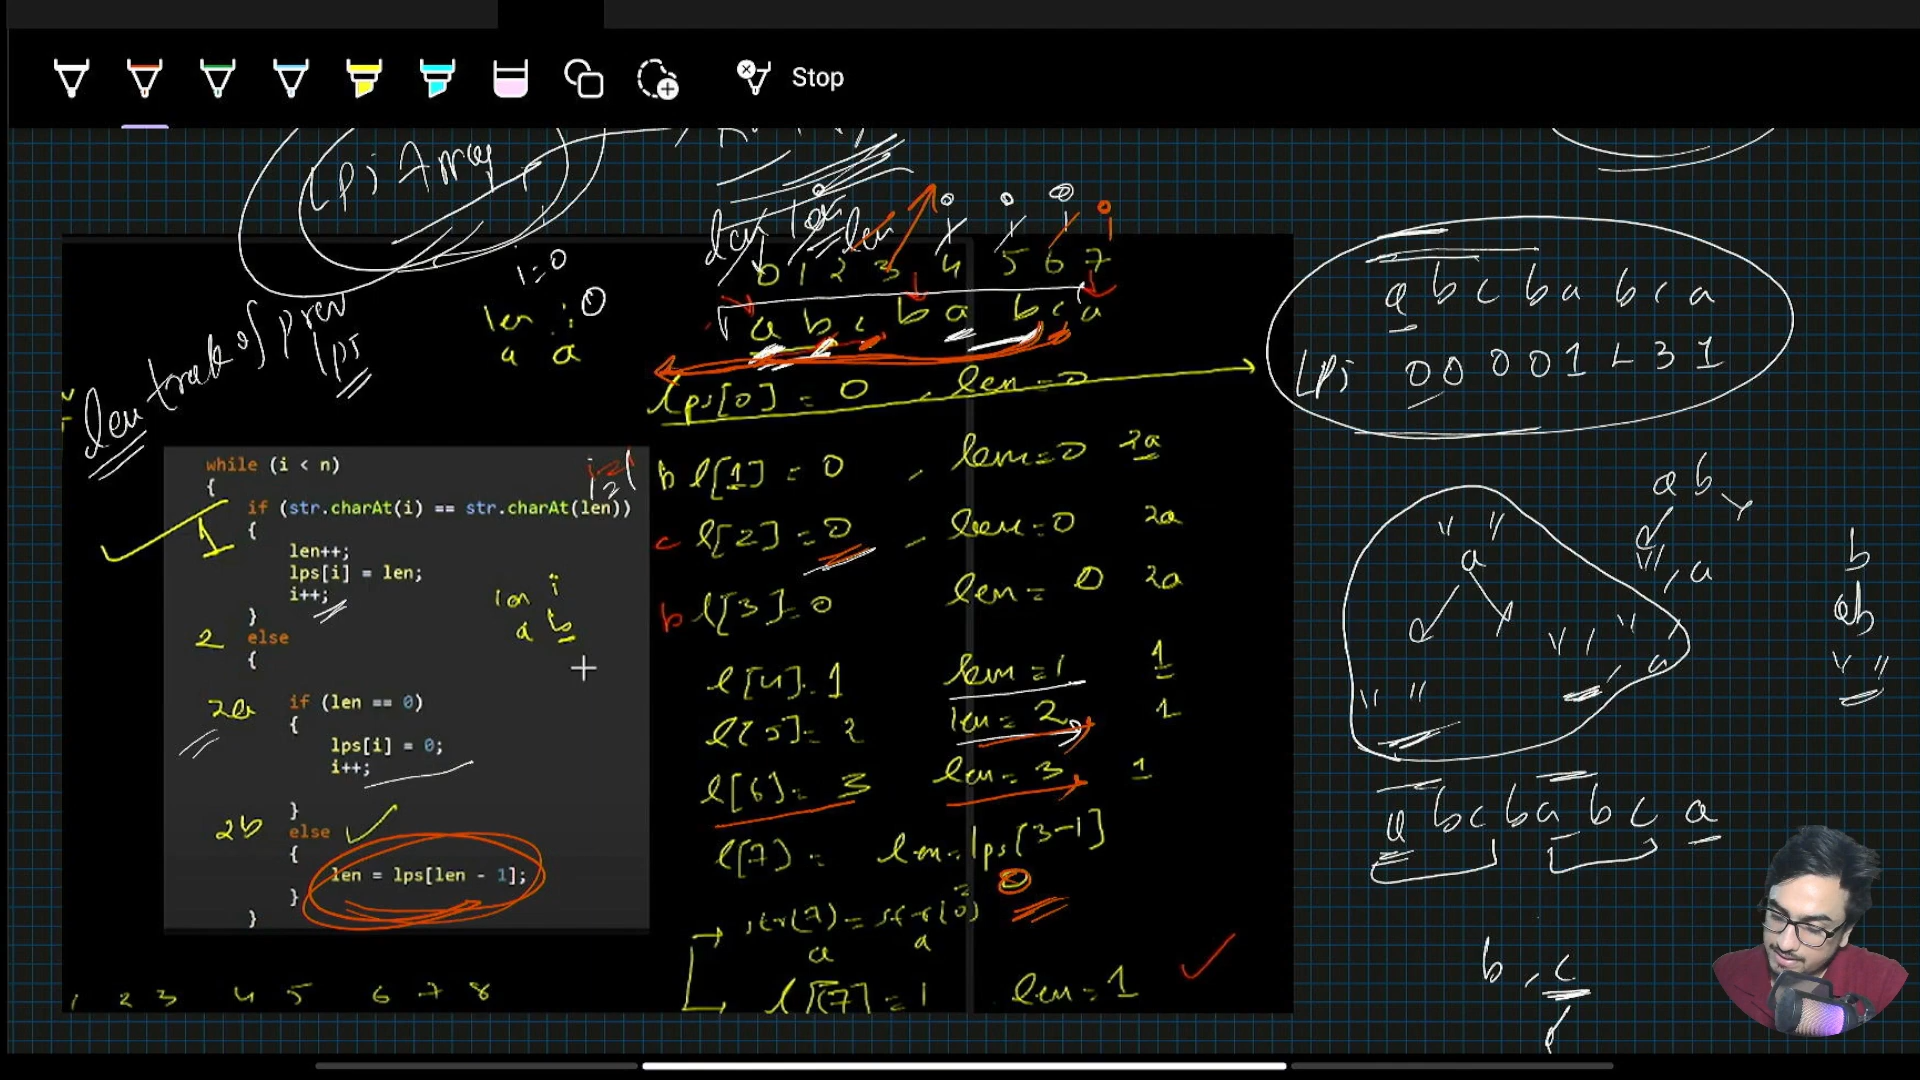 Stop
Array
len track of prev
lps
i=0
len i 0
a a
len len len
0 1 2 3 4 5 6 7
a b c b a b c a
lps[0] = 0 , len=0
while (i < n)
{
if (str.charAt(i) == str.charAt(len))
1
{
len++;
lps[i] = len;
i++;
}
2 else
{
2a if (len == 0)
{
lps[i] = 0;
i++;
}
2b else
{
len = lps[len - 1];
}
}
len i
a b
b l[1] = 0 , len=0 2a
c l[2] = 0 , len=0 2a
b l[3]=0 len= 0 2a
l[4]. 1 len=1 1
l[5]= 2 len= 2 1
l[6]= 3 len= 3 1
l[7] = len=lps[3-1]
0
str(7) = str(0)
a a
l[7] = 1 len=1
1 2 3 4 5 6 7 8
a b c b a b c a
0 0 0 0 1 2 3 1
a b
a
" "
" , a
b
ab
" "
" "
a b c b a b c a
b , c